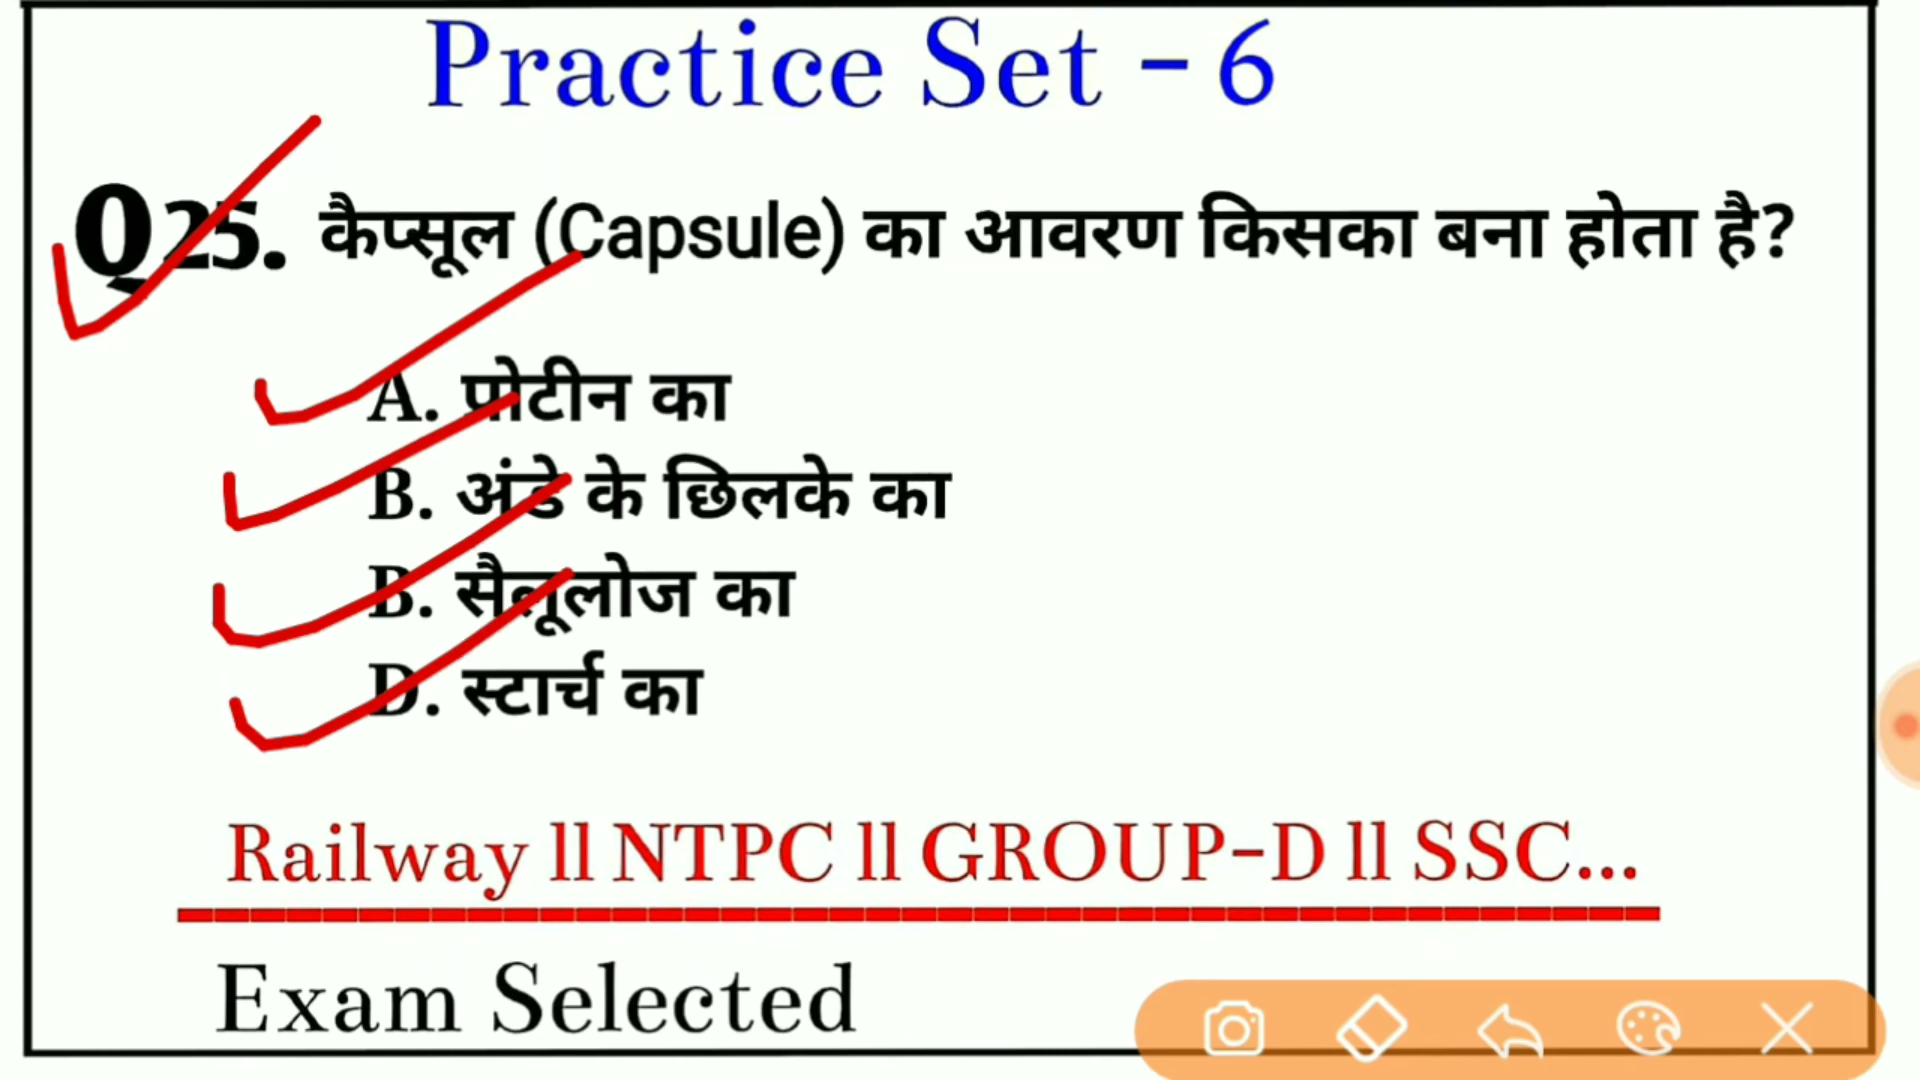 Practice Set - 6
Q25. कैप्सूल (Capsule) का आवरण किसका बना होता है?
A. प्रोटीन का
B. अंडे के छिलके का
B. सैलूलोज का
D. स्टार्च का
Railway ll NTPC ll GROUP-D ll SSC...
Exam Selected